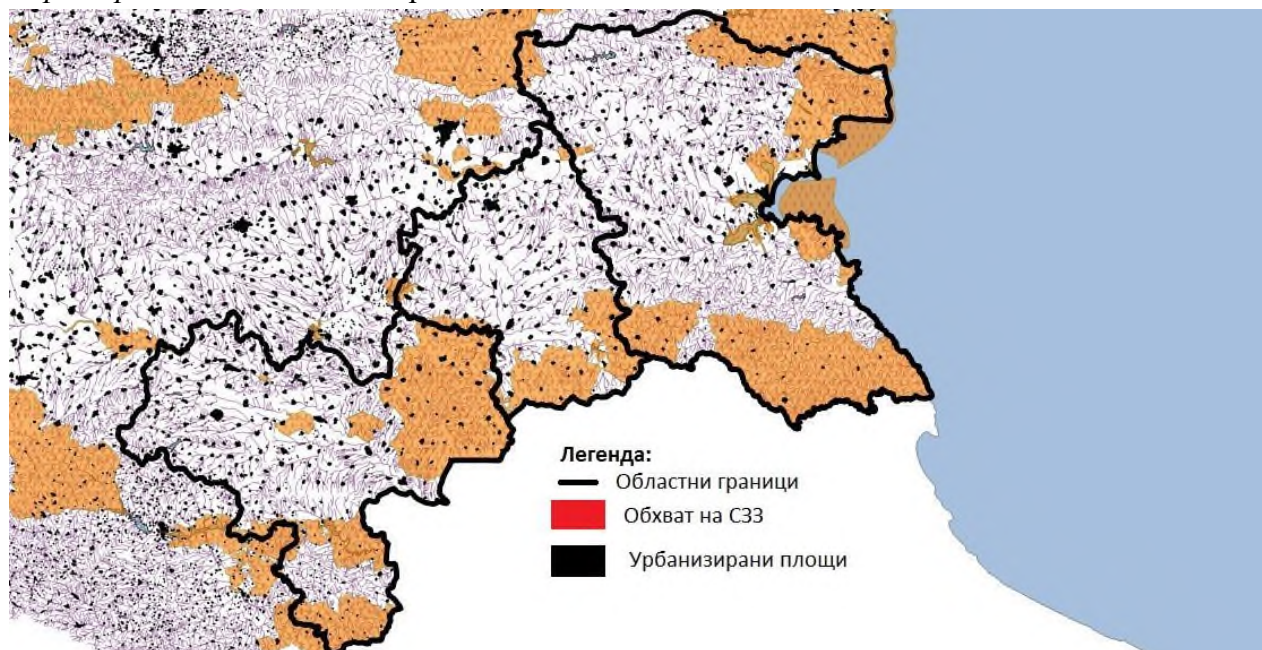 Легенда:
Областни граници
Обхват на СЗЗ
Урбанизирани площи